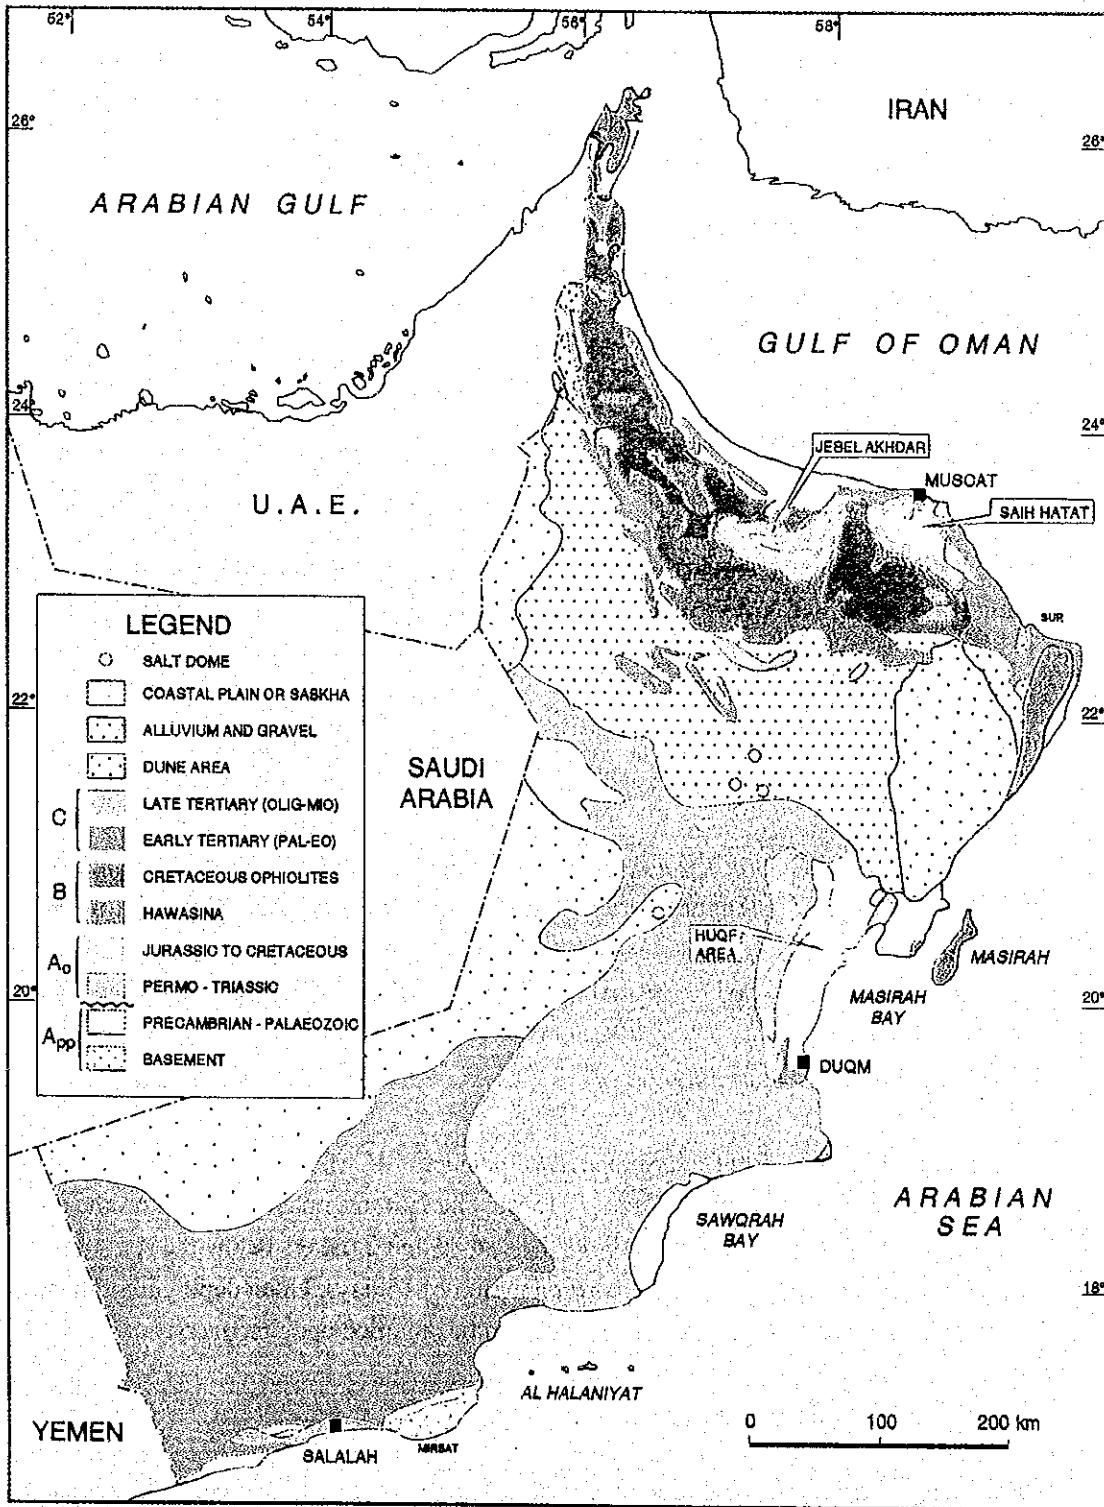 52°
54°
56°
58°
IRAN
26°
26°
ARABIAN GULF
GULF OF OMAN
24°
24°
JEBEL AKHDAR
MUSCAT
SAIH HATAT
U.A.E.
SUR
LEGEND
SALT DOME
COASTAL PLAIN OR SABKHA
ALLUVIUM AND GRAVEL
DUNE AREA
C
LATE TERTIARY (OLIG-MIO)
EARLY TERTIARY (PAL-EO)
B
CRETACEOUS OPHIOLITES
HAWASINA
Ao
JURASSIC TO CRETACEOUS
PERMO - TRIASSIC
App
PRECAMBRIAN - PALAEOZOIC
BASEMENT
22°
22°
SAUDI
ARABIA
HUQF
AREA
MASIRAH
MASIRAH
BAY
20°
20°
DUQM
ARABIAN
SEA
SAWQRAH
BAY
18°
AL HALANIYAT
YEMEN
SALALAH
MIRBAT
0 100 200 km